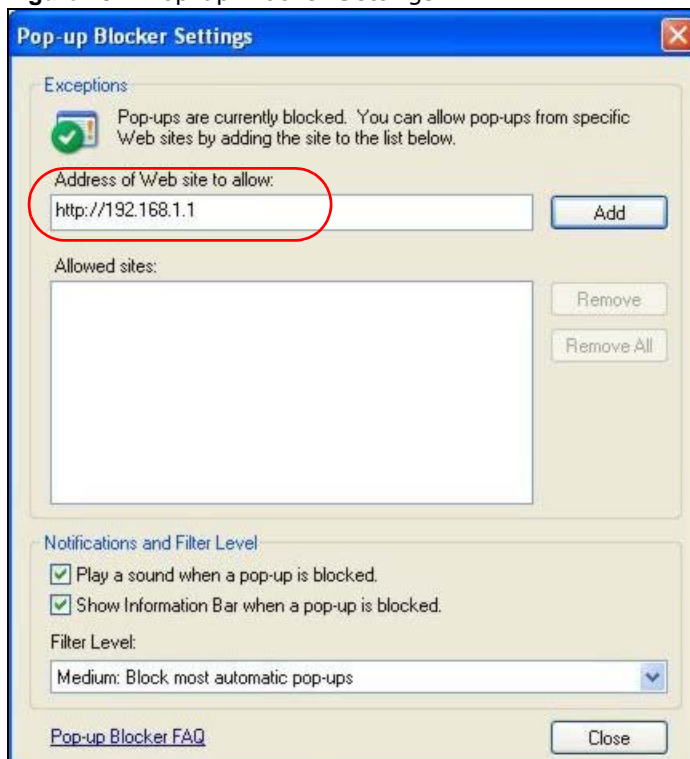 Pop-up Blocker Settings
Exceptions
Pop-ups are currently blocked. You can allow pop-ups from specific
Web sites by adding the site to the list below.
Address of Web site to allow:
http://192.168.1.1
Add
Allowed sites:
Remove
Remove All
Notifications and Filter Level
Play a sound when a pop-up is blocked.
Show Information Bar when a pop-up is blocked.
Filter Level:
Medium: Block most automatic pop-ups
Pop-up Blocker FAQ
Close